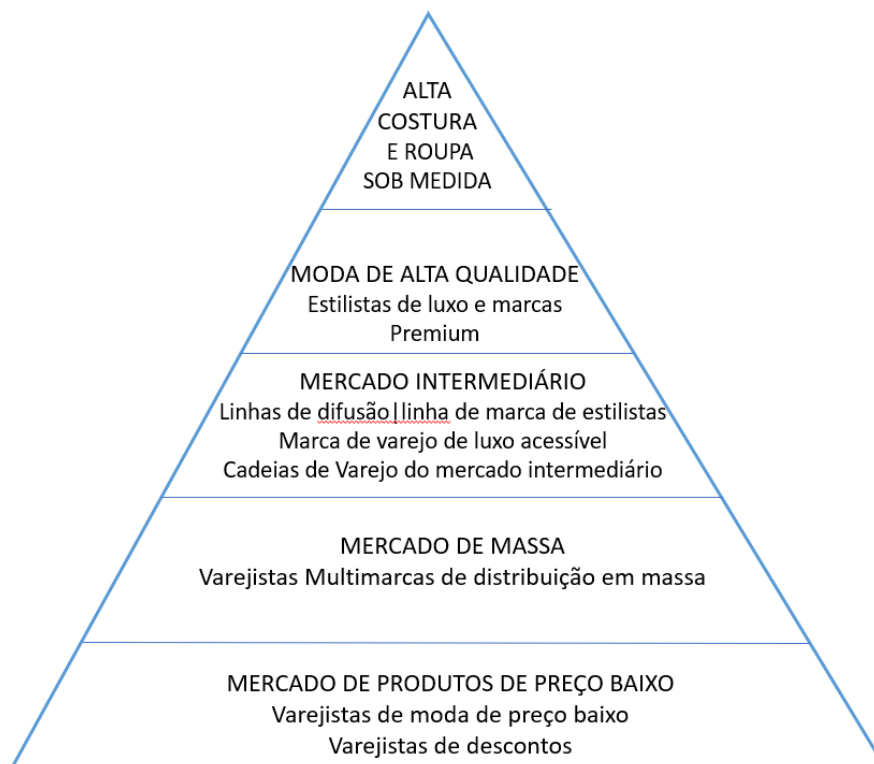 ALTA
COSTURA
E ROUPA
SOB MEDIDA
MODA DE ALTA QUALIDADE
Estilistas de luxo e marcas
Premium
MERCADO INTERMEDIÁRIO
Linhas de difusão|linha de marca de estilistas
Marca de varejo de luxo acessível
Cadeias de Varejo do mercado intermediário
MERCADO DE MASSA
Varejistas Multimarcas de distribuição em massa
MERCADO DE PRODUTOS DE PREÇO BAIXO
Varejistas de moda de preço baixo
Varejistas de descontos